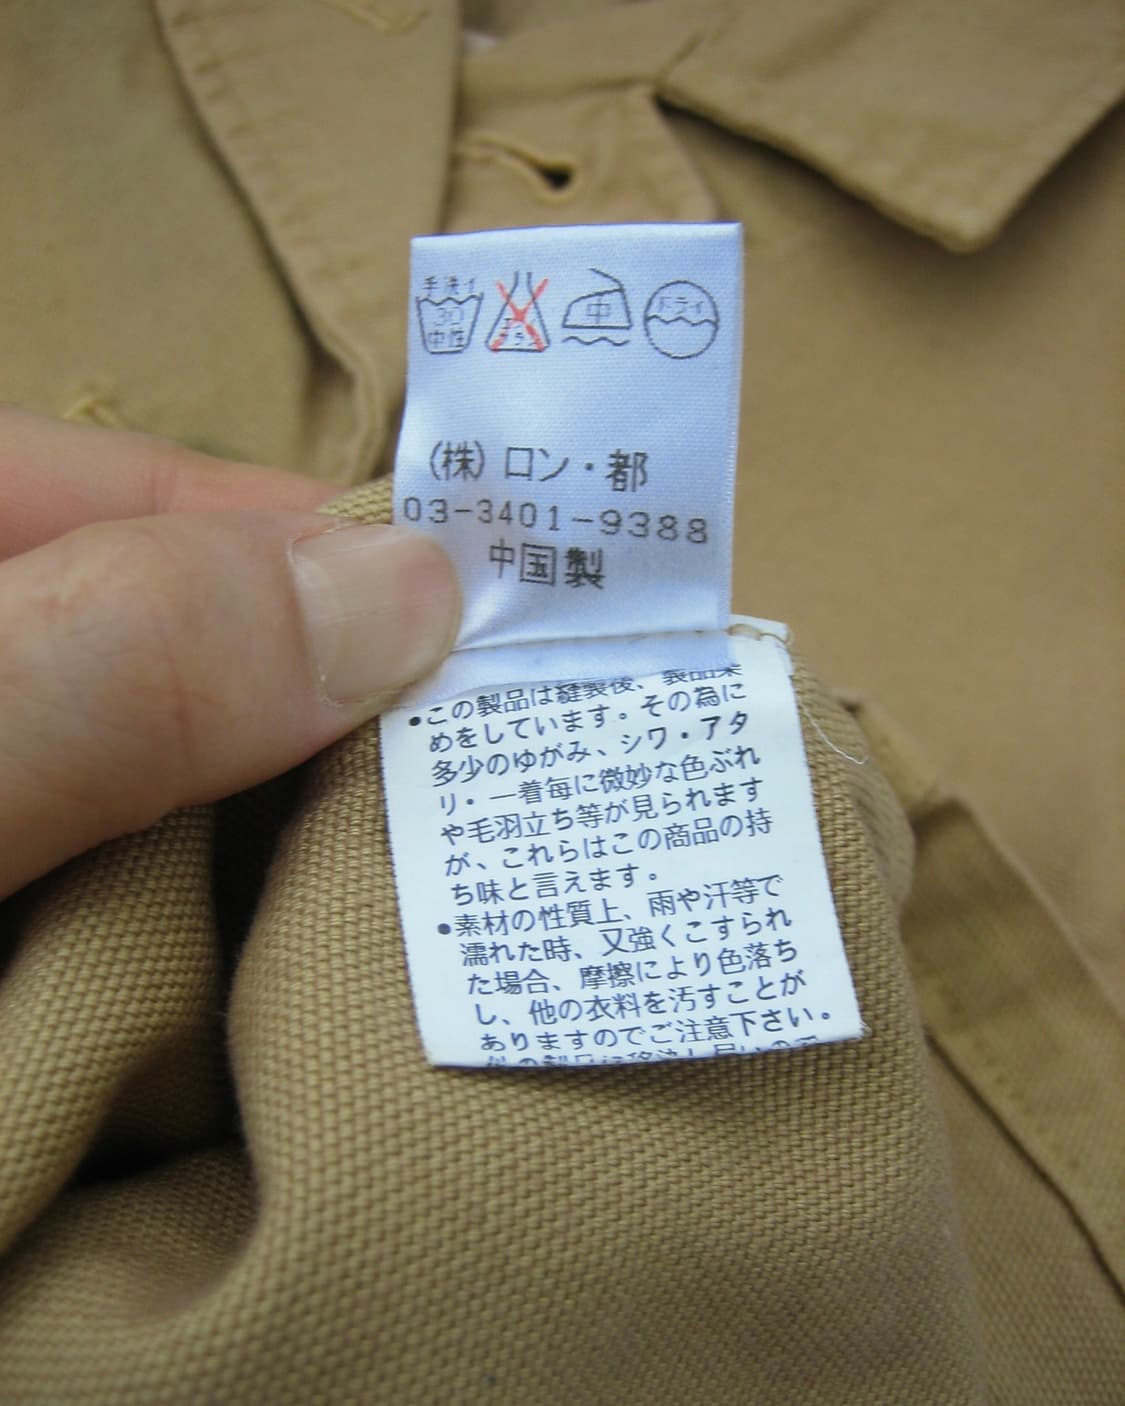 手洗イ
30
中性
エンソ
サラシ
中
ドライ
(株) ロン・都
03-3401-9388
中国製
●この製品は縫製後、製品染
めをしています。その為に
多少のゆがみ、シワ・アタ
リ・一着毎に微妙な色ぶれ
や毛羽立ち等が見られます
が、これらはこの商品の持
ち味と言えます。
●素材の性質上、雨や汗等で
濡れた時、又強くこすられ
た場合、摩擦により色落ち
し、他の衣料を汚すことが
ありますのでご注意下さい。